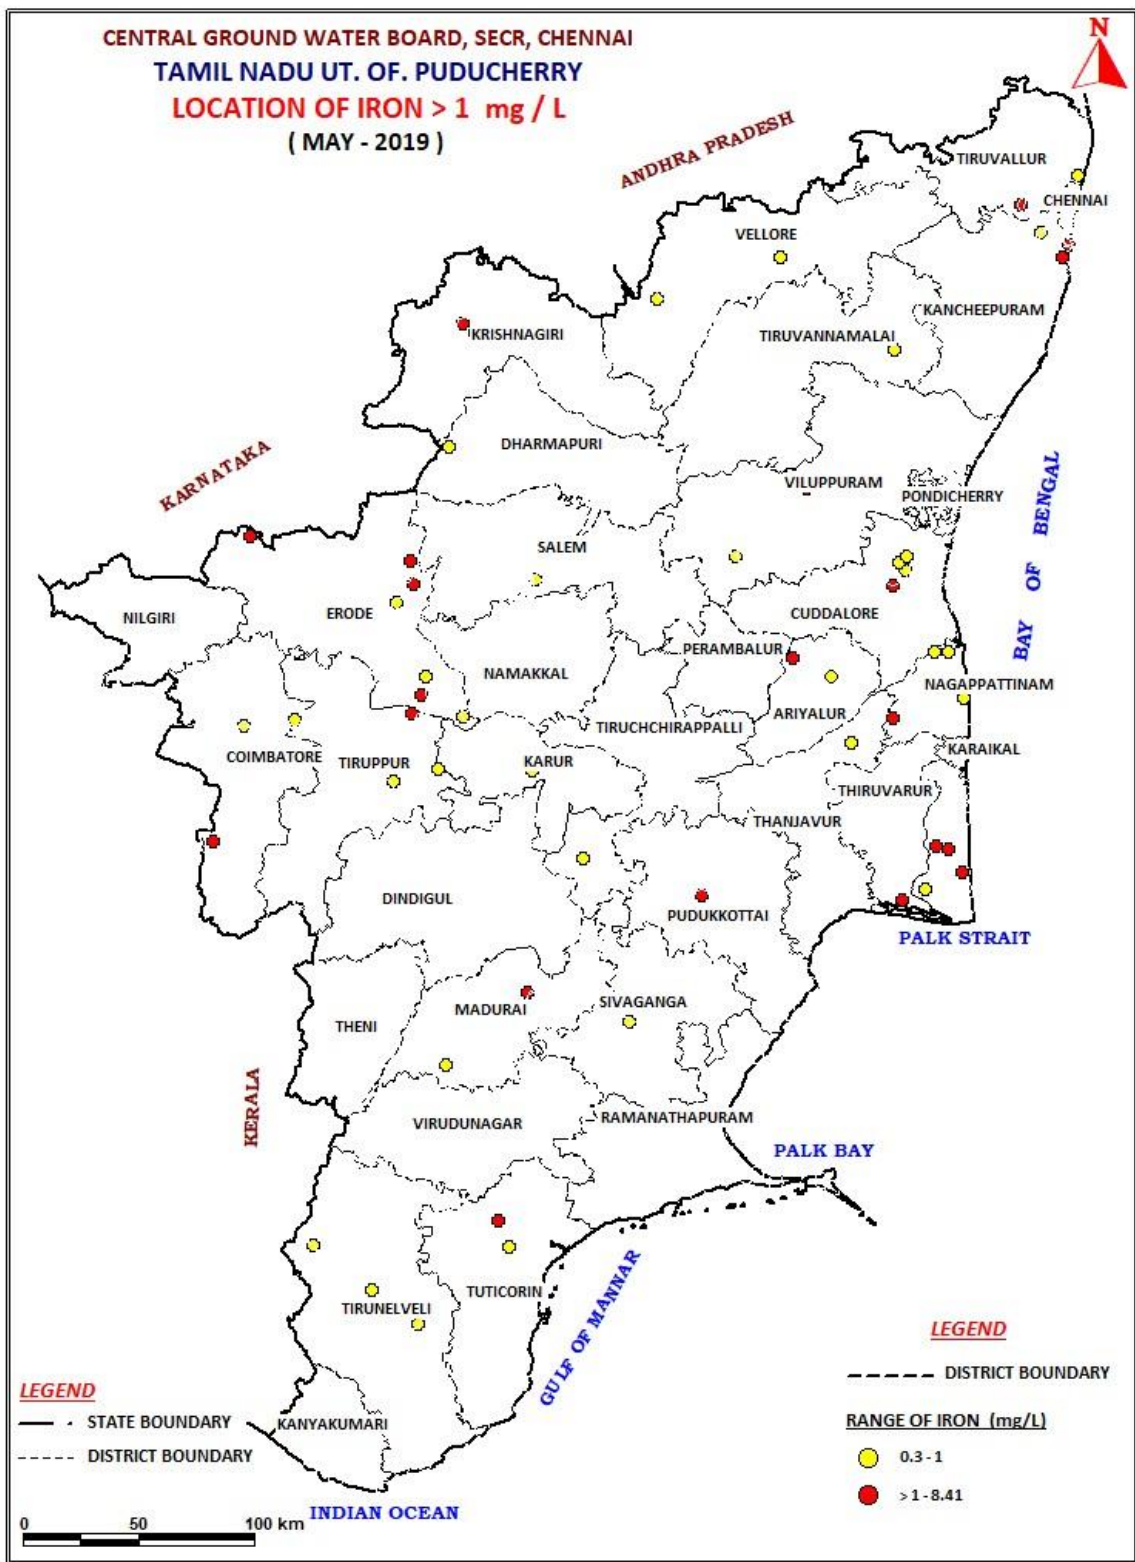 CENTRAL GROUND WATER BOARD, SECR, CHENNAI
TAMIL NADU UT. OF. PUDUCHERRY
LOCATION OF IRON > 1 mg / L
( MAY - 2019 )
N
ANDHRA PRADESH
TIRUVALLUR
CHENNAI
VELLORE
KANCHEEPURAM
KRISHNAGIRI
TIRUVANNAMALAI
DHARMAPURI
KARNATAKA
VILUPPURAM
PONDICHERRY
BAY OF BENGAL
SALEM
NILGIRI
ERODE
CUDDALORE
PERAMBALUR
NAMAKKAL
NAGAPPATTINAM
ARIYALUR
TIRUCHCHIRAPPALLI
KARAIKAL
COIMBATORE
TIRUPPUR
KARUR
THIRUVARUR
THANJAVUR
DINDIGUL
PUDUKKOTTAI
PALK STRAIT
SIVAGANGA
MADURAI
THENI
KERALA
VIRUDUNAGAR
RAMANATHAPURAM
PALK BAY
TUTICORIN
TIRUNELVELI
GULF OF MANNAR
KANYAKUMARI
INDIAN OCEAN
LEGEND
STATE BOUNDARY
DISTRICT BOUNDARY
0 50 100 km
LEGEND
DISTRICT BOUNDARY
RANGE OF IRON (mg/L)
0.3 - 1
> 1 - 8.41